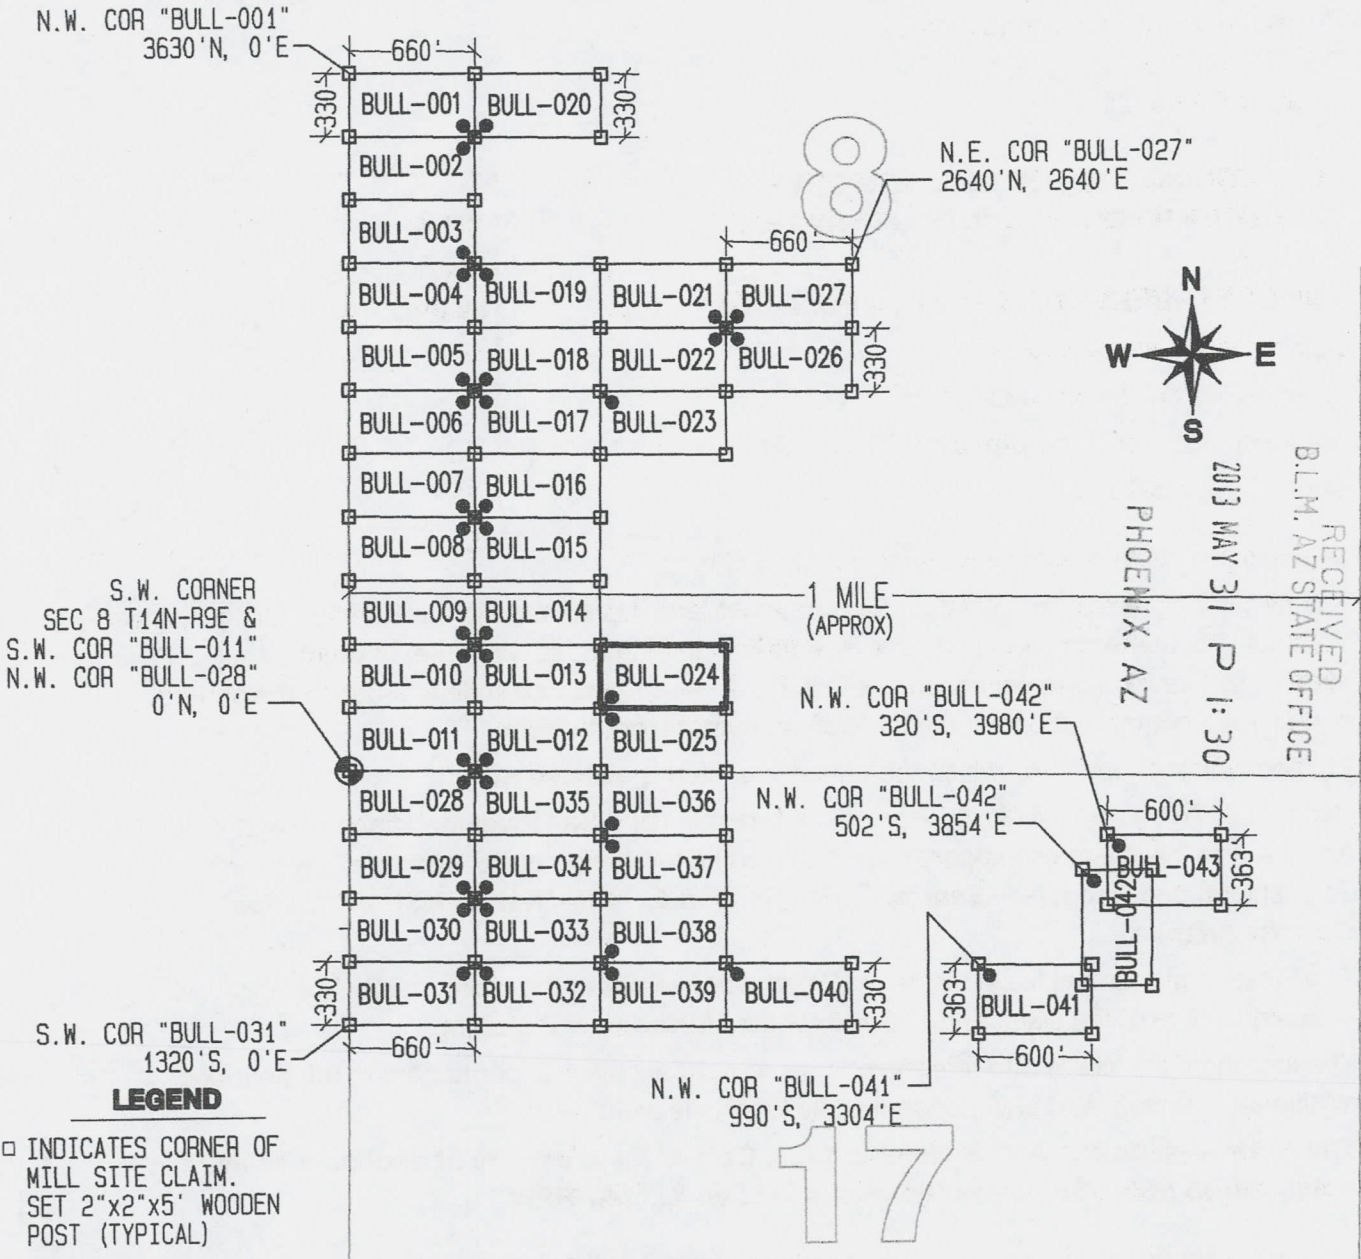 N.W. COR "BULL-001"
3630'N, 0'E
660'
330'
BULL-001
BULL-020
330'
BULL-002
8
N.E. COR "BULL-027"
2640'N, 2640'E
BULL-003
660'
BULL-004
BULL-019
BULL-021
BULL-027
N
W
E
S
BULL-005
BULL-018
BULL-022
BULL-026
330'
BULL-006
BULL-017
BULL-023
BULL-007
BULL-016
BULL-008
BULL-015
RECEIVED
B.L.M. AZ STATE OFFICE
2013 MAY 31 P 1:30
PHOENIX, AZ
1 MILE
(APPROX)
BULL-009
BULL-014
S.W. CORNER
SEC 8 T14N-R9E &
S.W. COR "BULL-011"
N.W. COR "BULL-028"
0'N, 0'E
BULL-010
BULL-013
BULL-024
N.W. COR "BULL-042"
320'S, 3980'E
BULL-011
BULL-012
BULL-025
BULL-028
BULL-035
BULL-036
N.W. COR "BULL-042"
502'S, 3854'E
600'
BULL-043
363'
BULL-042
BULL-029
BULL-034
BULL-037
BULL-030
BULL-033
BULL-038
330'
BULL-031
BULL-032
BULL-039
BULL-040
330'
363'
BULL-041
600'
S.W. COR "BULL-031"
1320'S, 0'E
660'
N.W. COR "BULL-041"
990'S, 3304'E
17
LEGEND
INDICATES CORNER OF
MILL SITE CLAIM.
SET 2"x2"x5' WOODEN
POST (TYPICAL)